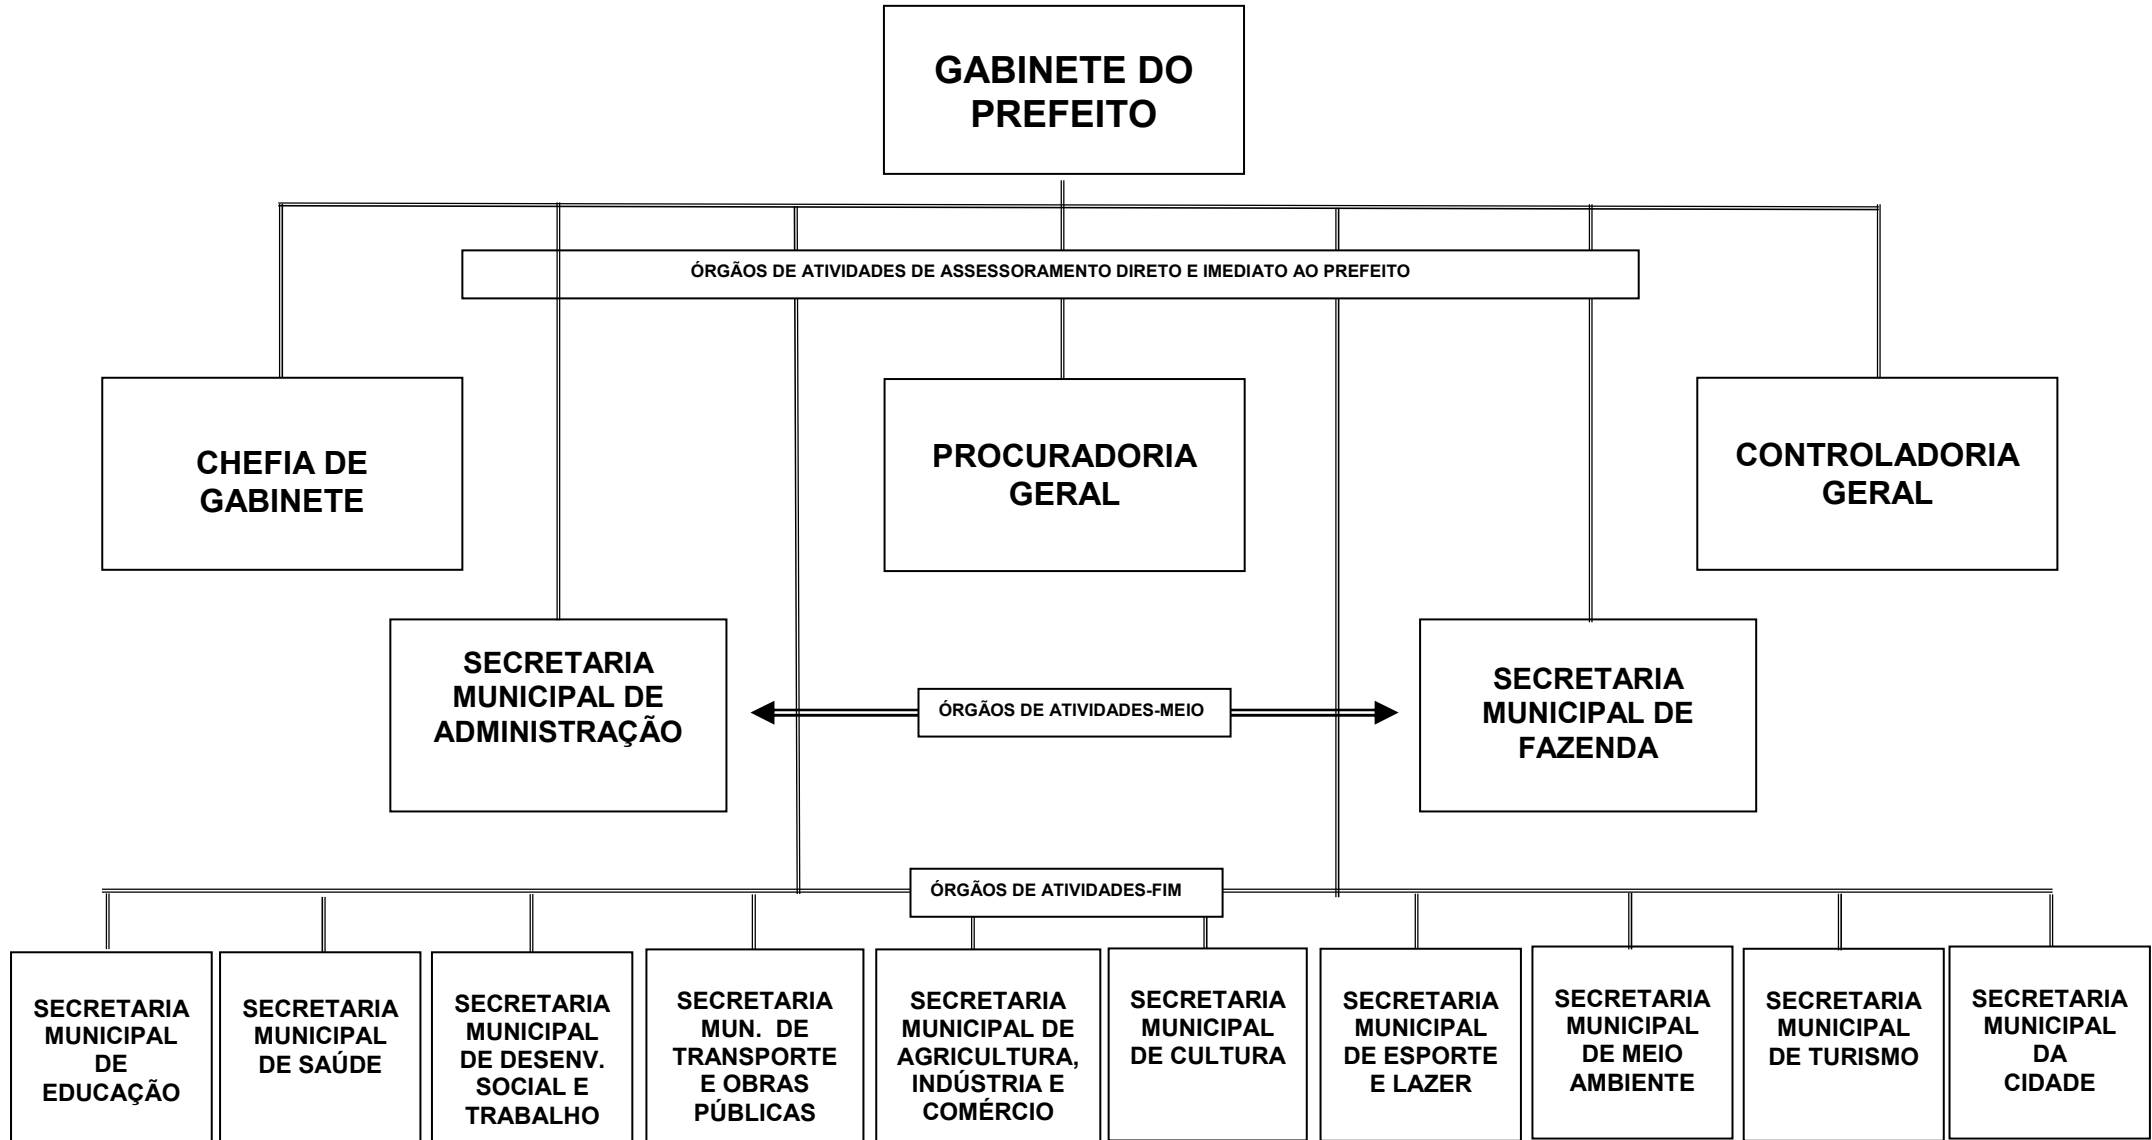 GABINETE DO
PREFEITO
ÓRGÃOS DE ATIVIDADES DE ASSESSORAMENTO DIRETO E IMEDIATO AO PREFEITO
CHEFIA DE
GABINETE
PROCURADORIA
GERAL
CONTROLADORIA
GERAL
SECRETARIA
MUNICIPAL DE
ADMINISTRAÇÃO
ÓRGÃOS DE ATIVIDADES-MEIO
SECRETARIA
MUNICIPAL DE
FAZENDA
ÓRGÃOS DE ATIVIDADES-FIM
SECRETARIA
MUNICIPAL
DE
EDUCAÇÃO
SECRETARIA
MUNICIPAL
DE SAÚDE
SECRETARIA
MUNICIPAL
DE DESENV.
SOCIAL E
TRABALHO
SECRETARIA
MUN. DE
TRANSPORTE
E OBRAS
PÚBLICAS
SECRETARIA
MUNICIPAL DE
AGRICULTURA,
INDÚSTRIA E
COMÉRCIO
SECRETARIA
MUNICIPAL
DE CULTURA
SECRETARIA
MUNICIPAL
DE ESPORTE
E LAZER
SECRETARIA
MUNICIPAL
DE MEIO
AMBIENTE
SECRETARIA
MUNICIPAL
DE TURISMO
SECRETARIA
MUNICIPAL
DA
CIDADE